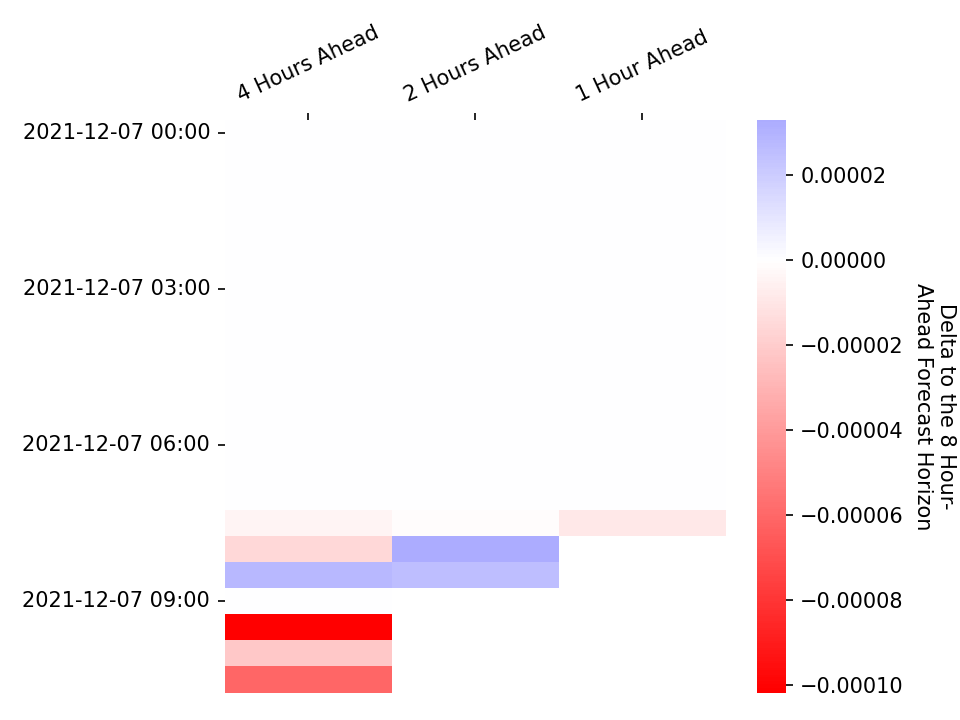 4 Hours Ahead
2 Hours Ahead
1 Hour Ahead
2021-12-07 00:00
2021-12-07 03:00
2021-12-07 06:00
2021-12-07 09:00
0.00002
0.00000
−0.00002
−0.00004
−0.00006
−0.00008
−0.00010
Delta to the 8 Hour-
Ahead Forecast Horizon